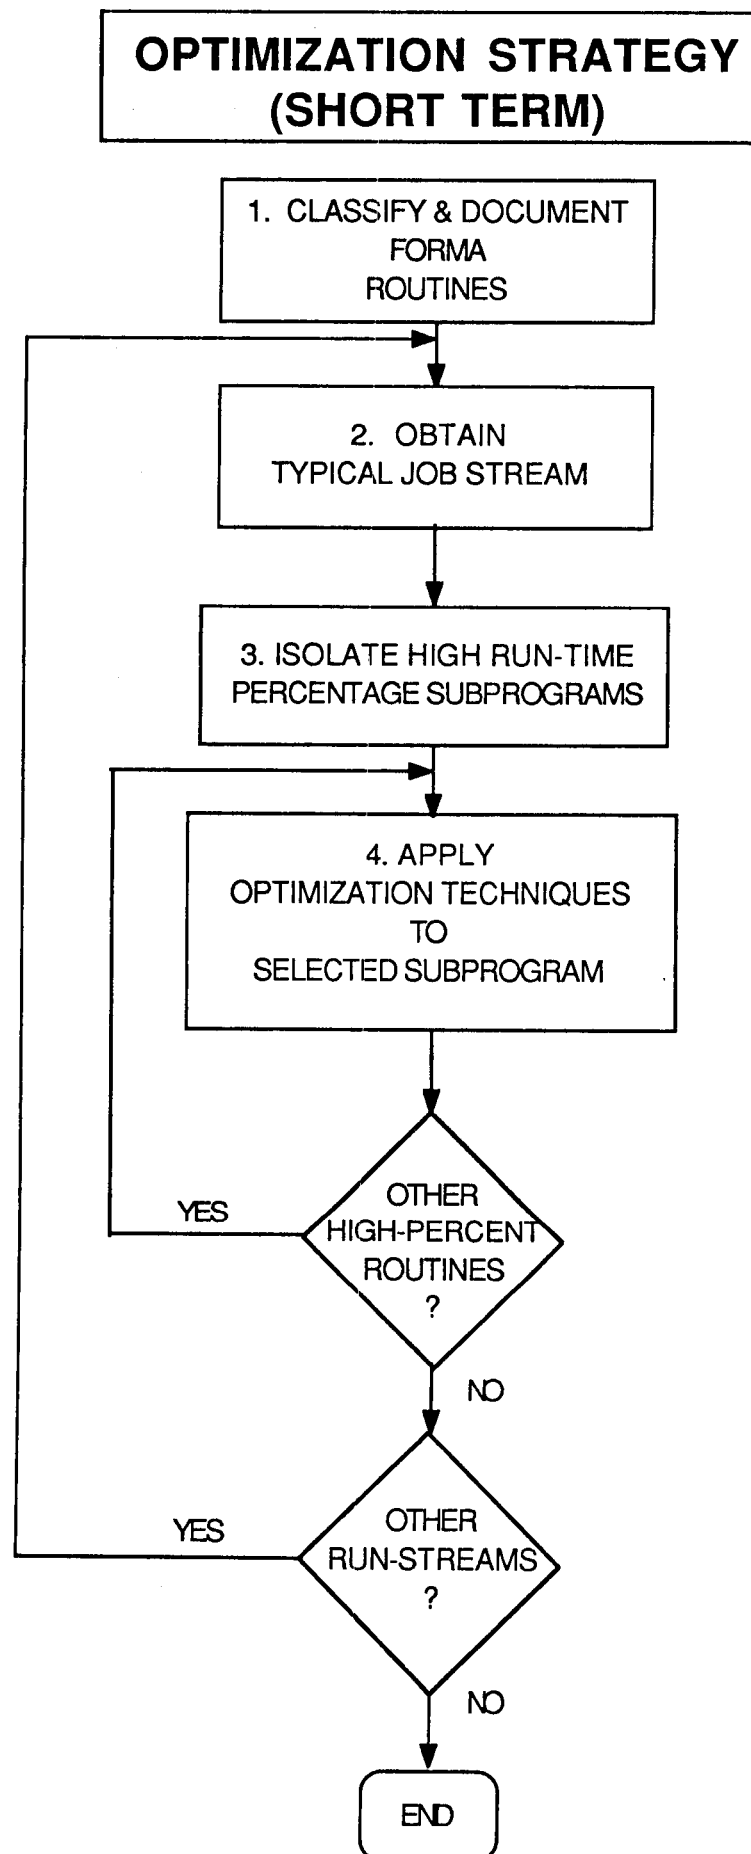 OPTIMIZATION STRATEGY
(SHORT TERM)
1. CLASSIFY & DOCUMENT
FORMA
ROUTINES
2. OBTAIN
TYPICAL JOB STREAM
3. ISOLATE HIGH RUN-TIME
PERCENTAGE SUBPROGRAMS
4. APPLY
OPTIMIZATION TECHNIQUES
TO
SELECTED SUBPROGRAM
OTHER
HIGH-PERCENT
ROUTINES
?
YES
NO
OTHER
RUN-STREAMS
?
YES
NO
END